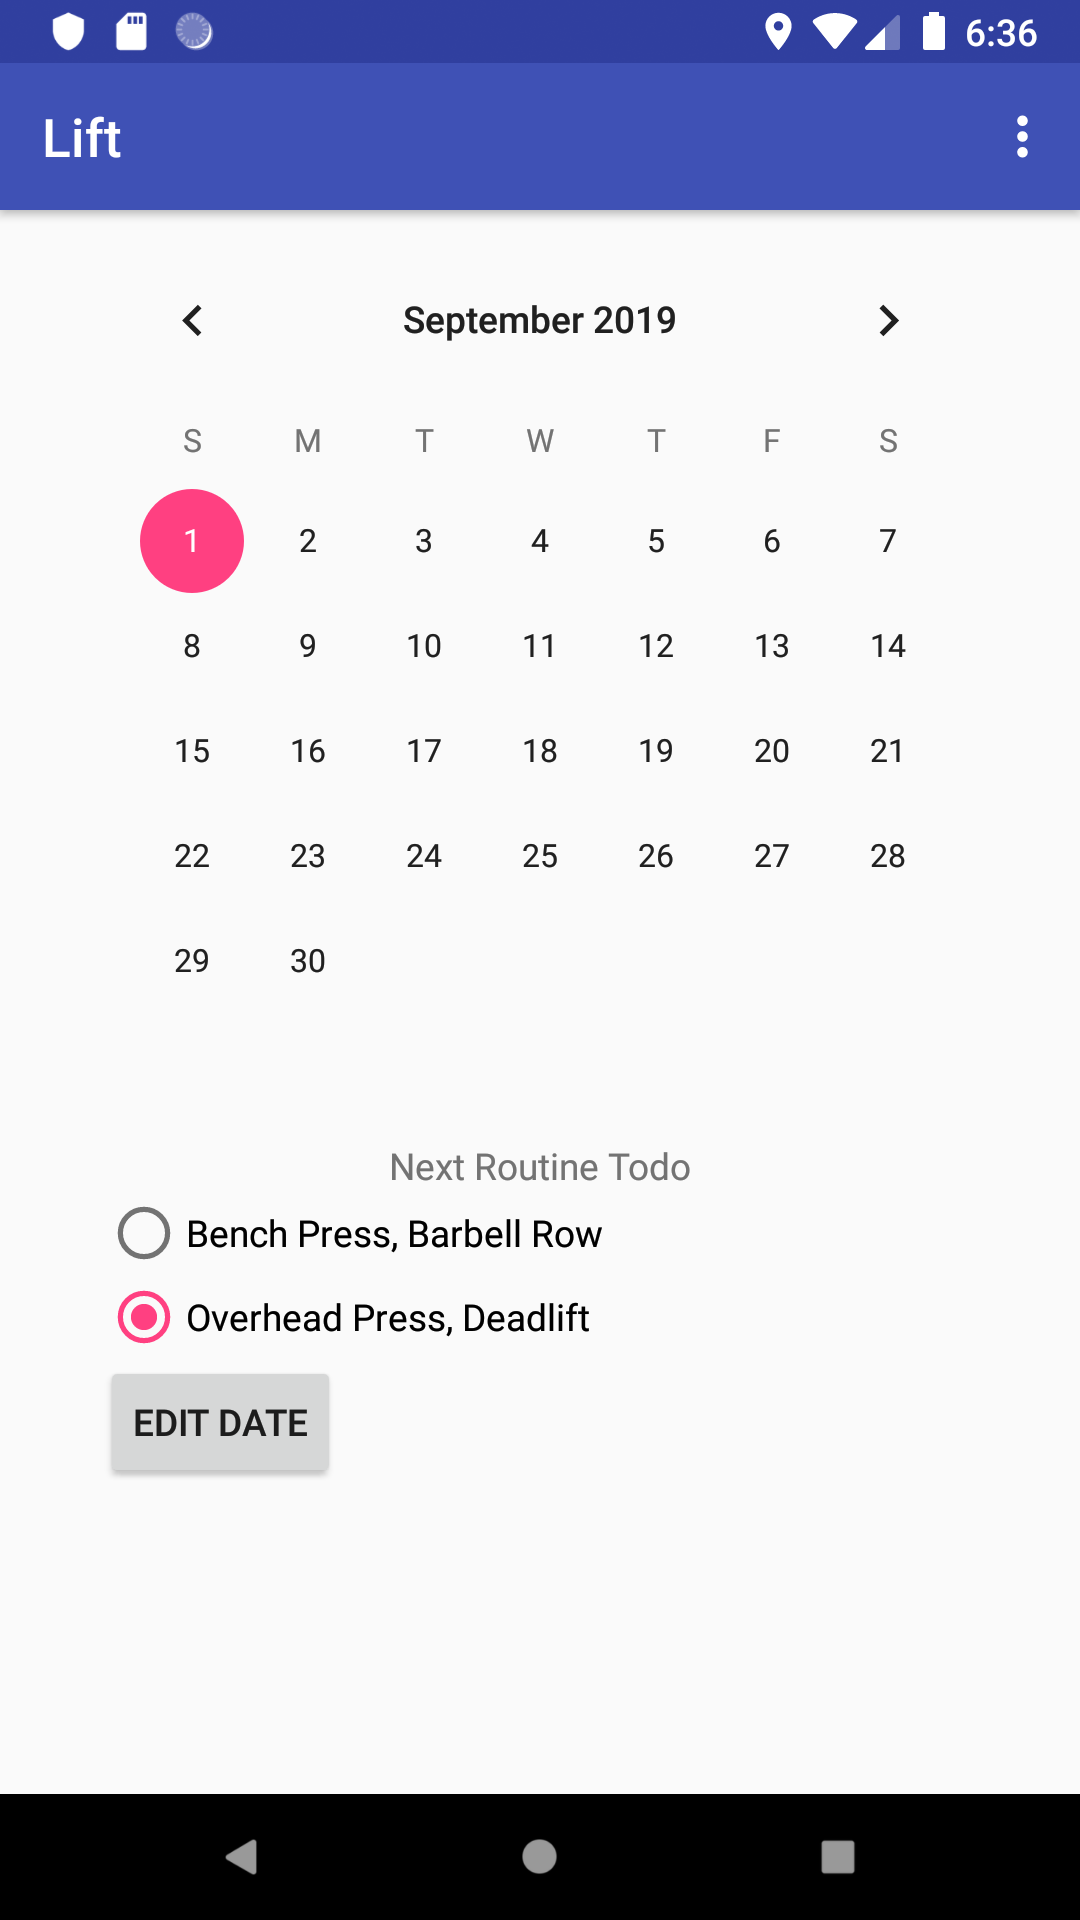 6:36
Lift
September 2019
S M T W T F S
1 2 3 4 5 6 7
8 9 10 11 12 13 14
15 16 17 18 19 20 21
22 23 24 25 26 27 28
29 30
Next Routine Todo
Bench Press, Barbell Row
Overhead Press, Deadlift
EDIT DATE